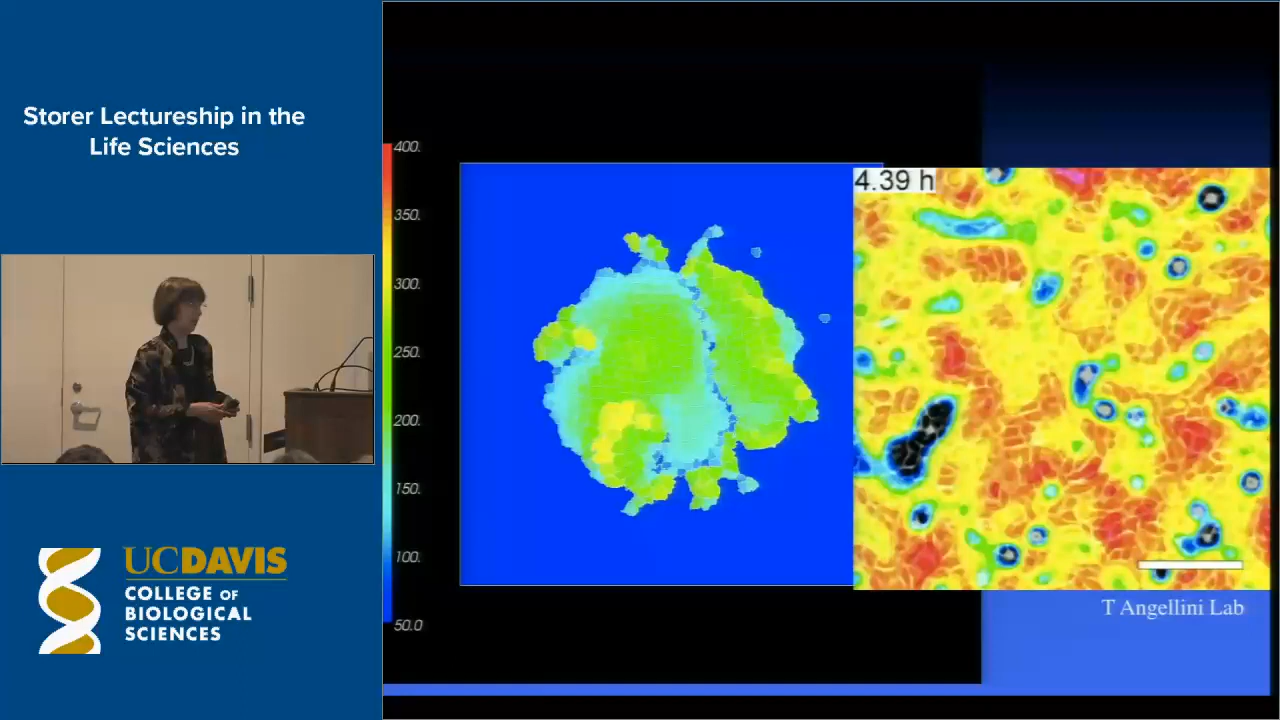 Storer Lectureship in the
Life Sciences
UCDAVIS
COLLEGE OF
BIOLOGICAL
SCIENCES
400.
350.
300.
250.
200.
150.
100.
50.0
4.39 h
T Angellini Lab